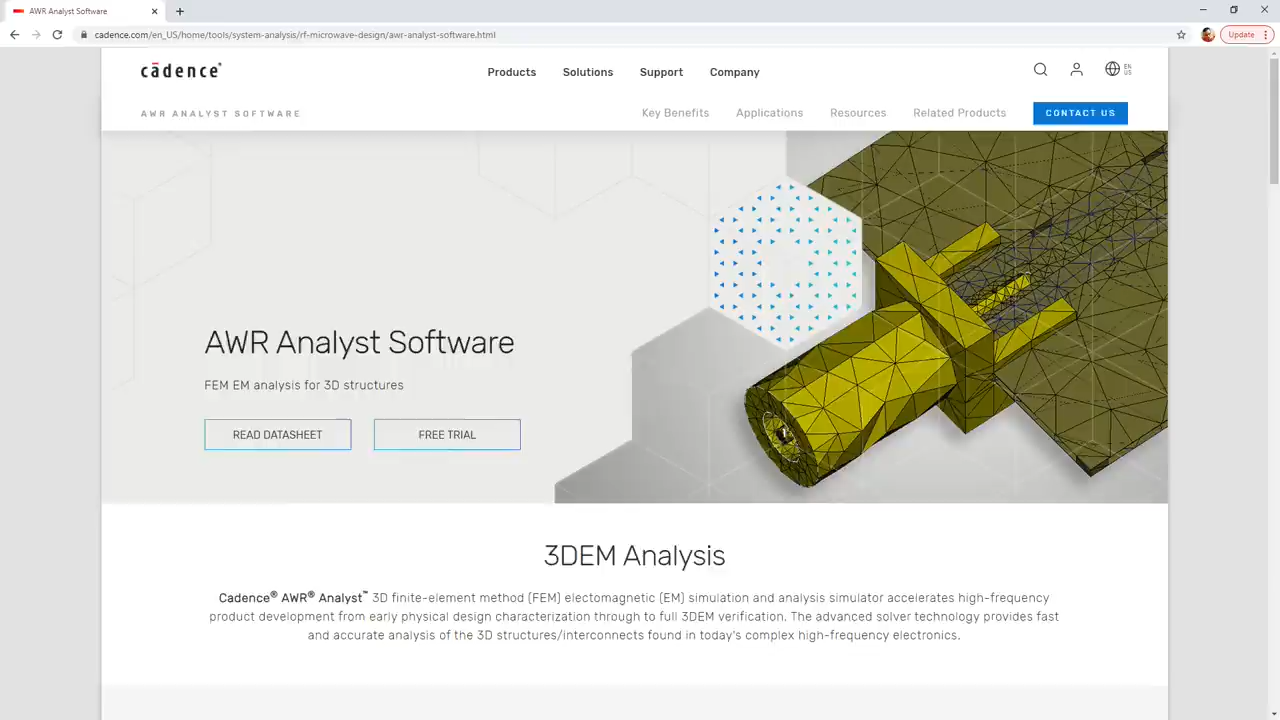 AWR Analyst Software
cadence.com/en_US/home/tools/system-analysis/rf-microwave-design/awr-analyst-software.html
Update
cādence®
Products Solutions Support Company
EN
US
AWR ANALYST SOFTWARE
Key Benefits Applications Resources Related Products CONTACT US
AWR Analyst Software
FEM EM analysis for 3D structures
READ DATASHEET FREE TRIAL
3DEM Analysis
Cadence® AWR® Analyst™ 3D finite-element method (FEM) electomagnetic (EM) simulation and analysis simulator accelerates high-frequency
product development from early physical design characterization through to full 3DEM verification. The advanced solver technology provides fast
and accurate analysis of the 3D structures/interconnects found in today's complex high-frequency electronics.